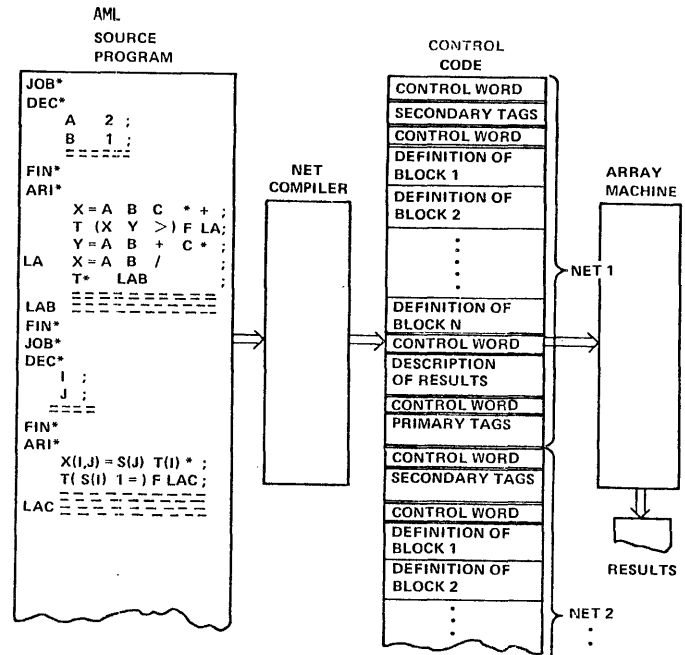 AML
SOURCE
PROGRAM
JOB*
DEC*
A 2 ;
B 1 ;
FIN*
ARI*
X = A B C * + ;
T (X Y >) F LA;
Y = A B + C * ;
LA X = A B / ;
T* LAB ;
LAB
FIN*
JOB*
DEC*
I ;
J ;
FIN*
ARI*
X(I,J) = S(J) T(I) * ;
T( S(I) 1 = ) F LAC ;
LAC
NET
COMPILER
CONTROL
CODE
CONTROL WORD
SECONDARY TAGS
CONTROL WORD
DEFINITION OF
BLOCK 1
DEFINITION OF
BLOCK 2
DEFINITION OF
BLOCK N
CONTROL WORD
DESCRIPTION
OF RESULTS
CONTROL WORD
PRIMARY TAGS
CONTROL WORD
SECONDARY TAGS
CONTROL WORD
DEFINITION OF
BLOCK 1
DEFINITION OF
BLOCK 2
NET 1
NET 2
ARRAY
MACHINE
RESULTS